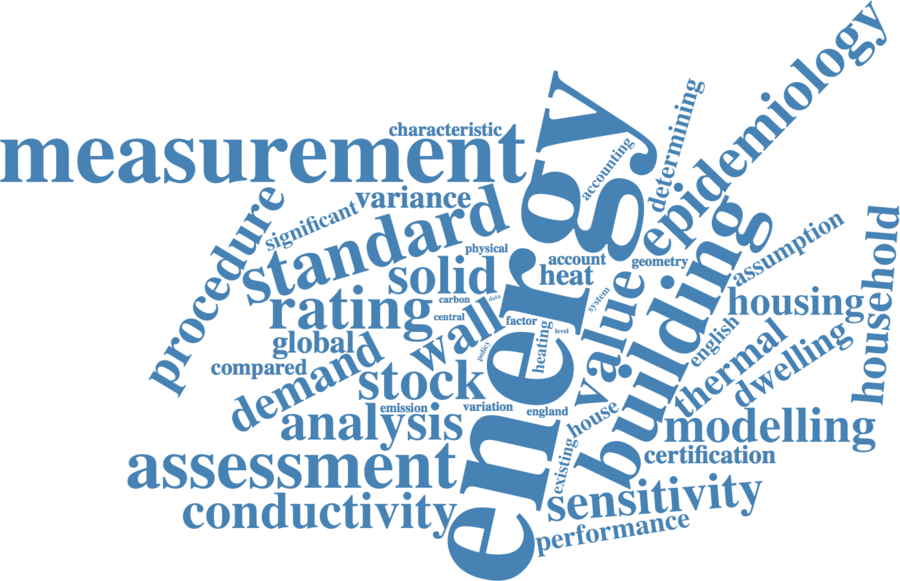 epidemiology
energy
determining
characteristic
measurement
accounting
variance
procedure
significant
standard
building
physical
account
geometry
assumption
household
solid
heat
value
system
housing
carbon
data
rating
wall
central
factor
level
heating
english
global
demand
policy
thermal
dwelling
compared
stock
emission
variation
england
house
analysis
modelling
existing
certification
assessment
sensitivity
conductivity
performance